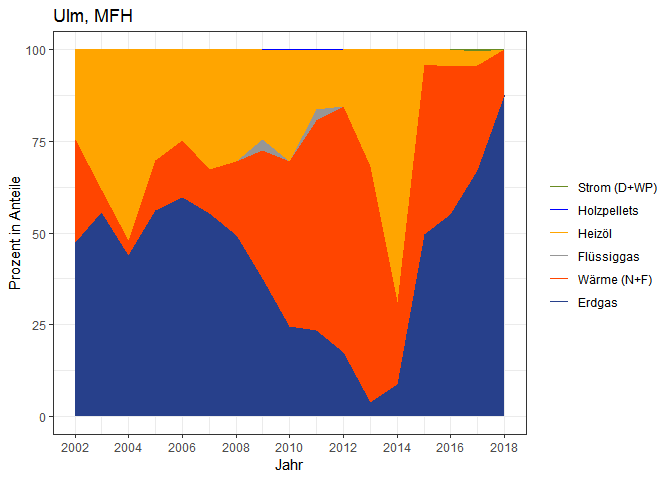 Ulm, MFH
100
75
50
25
0
Prozent in Anteile
2002 2004 2006 2008 2010 2012 2014 2016 2018
Jahr
Strom (D+WP)
Holzpellets
Heizöl
Flüssiggas
Wärme (N+F)
Erdgas